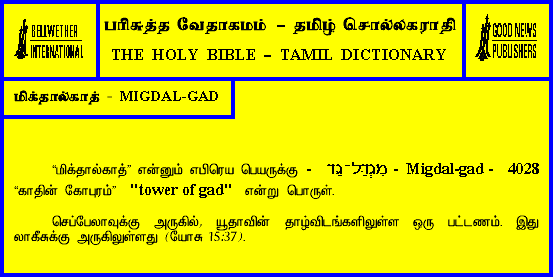 BELLWETHER
INTERNATIONAL
பரிசுத்த வேதாகமம் – தமிழ் சொல்லகராதி
THE HOLY BIBLE – TAMIL DICTIONARY
GOOD NEWS
PUBLISHERS
மிக்தால்காத் - MIGDAL-GAD
“மிக்தால்காத்” என்னும் எபிரெய பெயருக்கு - מִגְדַּל־גָּד - Migdal-gad - 4028
“காதின் கோபுரம்” "tower of gad" என்று பொருள்.
செப்பேலாவுக்கு அருகில், யூதாவின் தாழ்விடங்களிலுள்ள ஒரு பட்டணம். இது
லாகீசுக்கு அருகிலுள்ளது (யோசு 15:37).